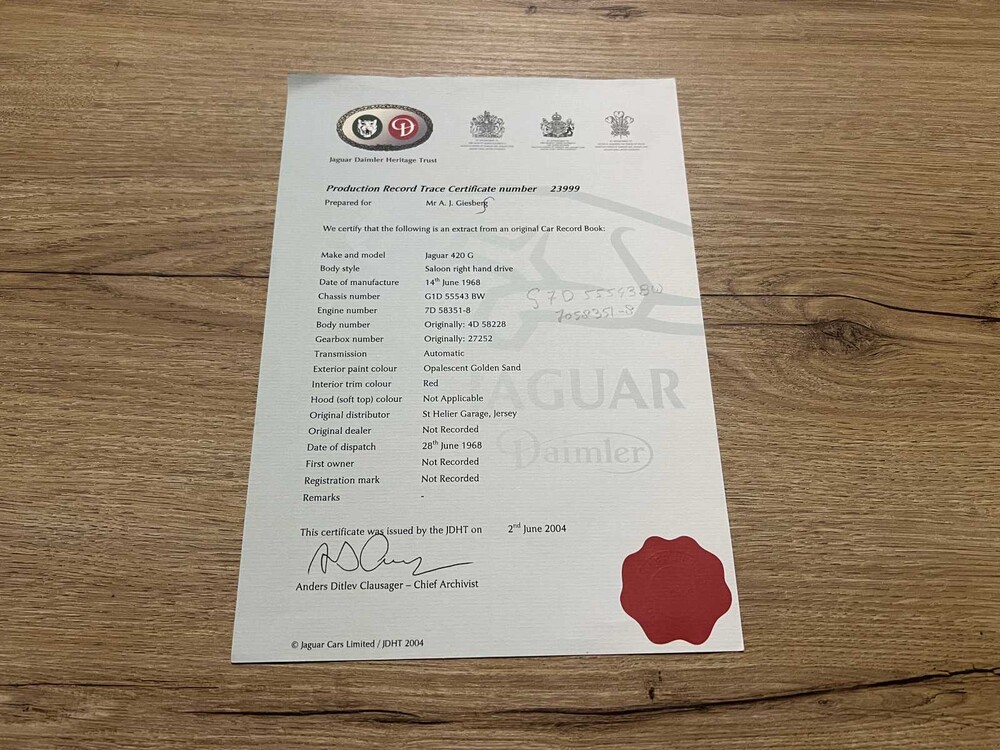 Jaguar Daimler Heritage Trust
Production Record Trace Certificate number 23999
Prepared for Mr A. J. Giesberg
We certify that the following is an extract from an original Car Record Book:
Make and model Jaguar 420 G
Body style Saloon right hand drive
Date of manufacture 14th June 1968
Chassis number G1D 55543 BW G7D 55543BW
Engine number 7D 58351-8 7D58351-8
Body number Originally: 4D 58228
Gearbox number Originally: 27252
Transmission Automatic
Exterior paint colour Opalescent Golden Sand
Interior trim colour Red
JAGUAR
Hood (soft top) colour Not Applicable
Original distributor St Helier Garage, Jersey
Original dealer Not Recorded
Daimler
Date of dispatch 28th June 1968
First owner Not Recorded
Registration mark Not Recorded
Remarks -
This certificate was issued by the JDHT on 2nd June 2004
Anders Ditlev Clausager – Chief Archivist
© Jaguar Cars Limited / JDHT 2004